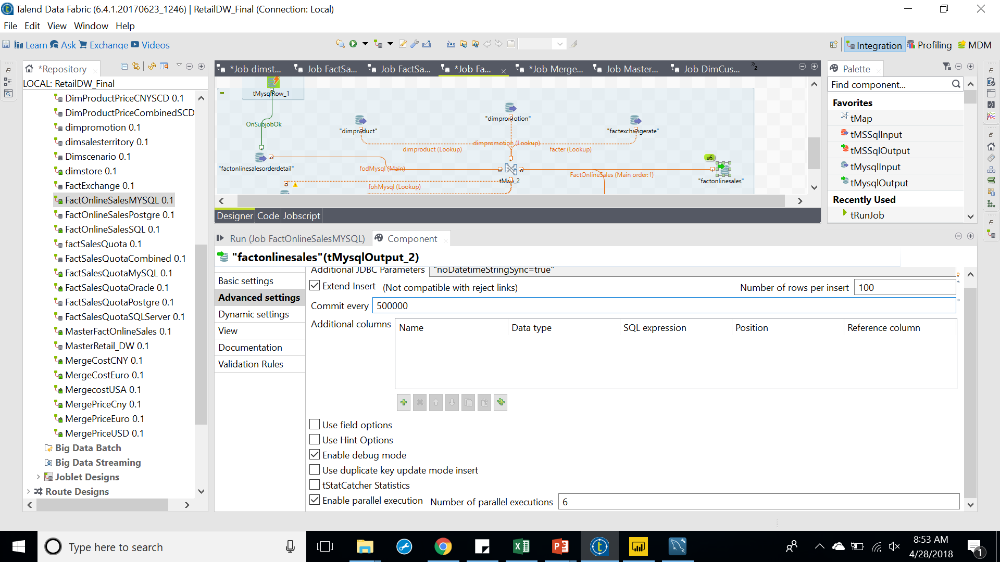 Talend Data Fabric (6.4.1.20170623_1246) | RetailDW_Final (Connection: Local)
File Edit View Window Help
Learn Ask Exchange Videos
Integration Profiling MDM
*Repository
LOCAL: RetailDW_Final
DimProductPriceCNYSCD 0.1
DimProductPriceCombinedSCD
dimpromotion 0.1
dimsalesterritory 0.1
Dimscenario 0.1
dimstore 0.1
FactExchange 0.1
FactOnlineSalesMYSQL 0.1
FactOnlineSalesPostgre 0.1
FactOnlineSalesSQL 0.1
factSalesQuota 0.1
FactSalesQuotaCombined 0.1
FactSalesQuotaMySQL 0.1
FactSalesQuotaOracle 0.1
FactSalesQuotaPostgre 0.1
FactSalesQuotaSQLServer 0.1
MasterFactOnlineSales 0.1
MasterRetail_DW 0.1
MergeCostCNY 0.1
MergeCostEuro 0.1
MergecostUSA 0.1
MergePriceCny 0.1
MergePriceEuro 0.1
MergePriceUSD 0.1
Big Data Batch
Big Data Streaming
Joblet Designs
Route Designs
*Job dimst... Job FactSa... Job FactSa... *Job Fa... *Job Merge... Job Master... Job DimCus... 2
tMysqlRow_1
OnSubjobOk
"dimproduct"
"dimpromotion"
"factexchangerate"
dimpromotion (Lookup)
dimproduct (Lookup)
facter (Lookup)
x6
"factonlinesalesorderdetail"
fodMysql (Main)
FactOnlineSales (Main order:1)
tMap_2
"factonlinesales"
fohMysql (Lookup)
Designer Code Jobscript
Palette
Find component...
Favorites
tMap
tMSSqlInput
tMSSqlOutput
tMysqlInput
tMysqlOutput
Recently Used
tRunJob
Run (Job FactOnlineSalesMYSQL) Component
"factonlinesales"(tMysqlOutput_2)
Basic settings
Advanced settings
Dynamic settings
View
Documentation
Validation Rules
Additional JDBC Parameters "noDatetimeStringSync=true"
Extend Insert (Not compatible with reject links) Number of rows per insert 100 *
Commit every 500000 *
Additional columns Name Data type SQL expression Position Reference column
Use field options
Use Hint Options
Enable debug mode
Use duplicate key update mode insert
tStatCatcher Statistics
Enable parallel execution Number of parallel executions 6
Type here to search
8:53 AM
4/28/2018
1